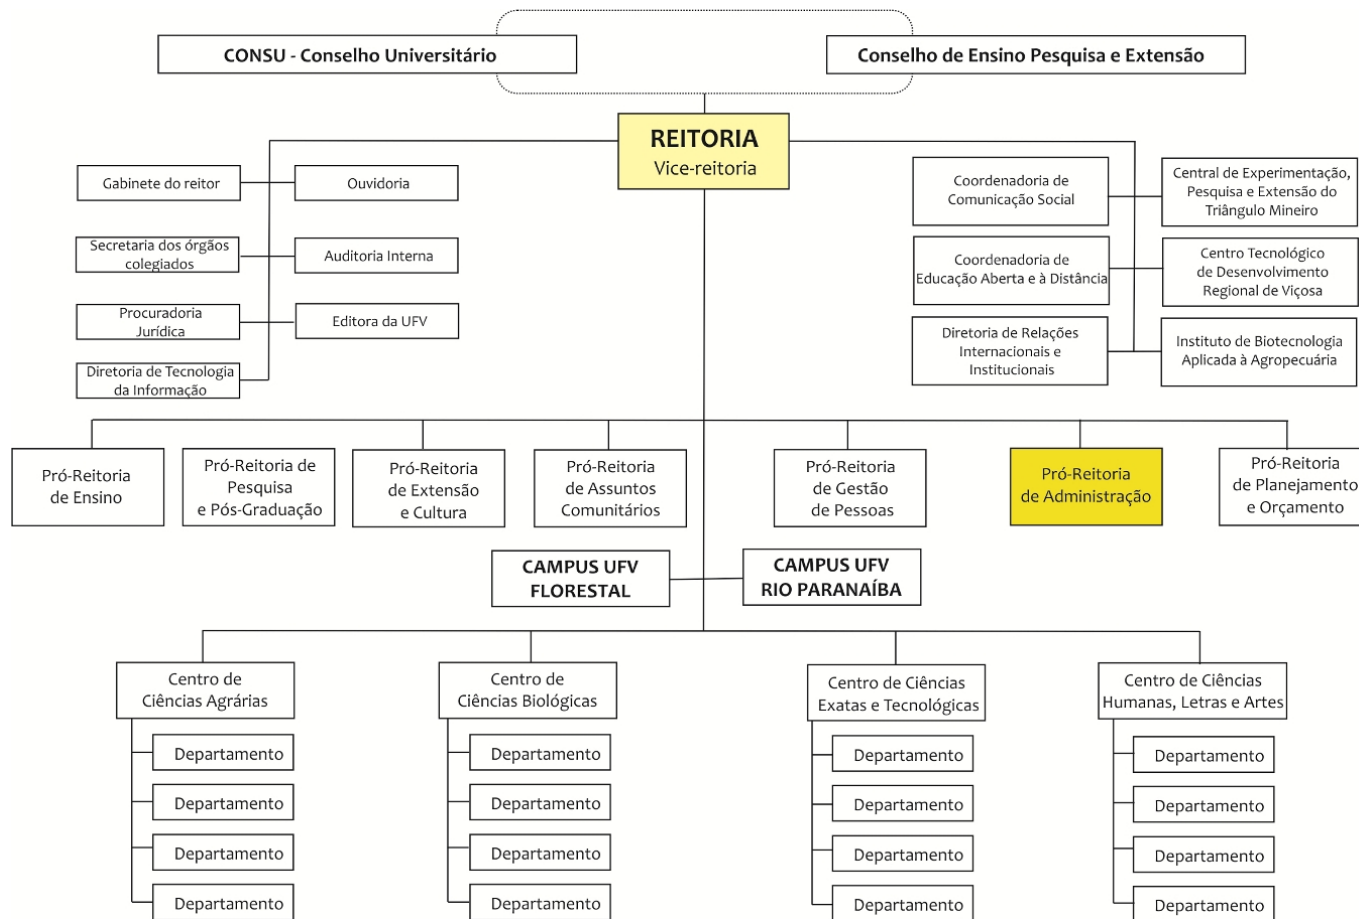 CONSU - Conselho Universitário
Conselho de Ensino Pesquisa e Extensão
REITORIA
Vice-reitoria
Gabinete do reitor
Ouvidoria
Secretaria dos órgãos
colegiados
Auditoria Interna
Procuradoria
Jurídica
Editora da UFV
Diretoria de Tecnologia
da Informação
Coordenadoria de
Comunicação Social
Central de Experimentação,
Pesquisa e Extensão do
Triângulo Mineiro
Coordenadoria de
Educação Aberta e à Distância
Centro Tecnológico
de Desenvolvimento
Regional de Viçosa
Diretoria de Relações
Internacionais e
Institucionais
Instituto de Biotecnologia
Aplicada à Agropecuária
Pró-Reitoria
de Ensino
Pró-Reitoria de
Pesquisa
e Pós-Graduação
Pró-Reitoria
de Extensão
e Cultura
Pró-Reitoria
de Assuntos
Comunitários
Pró-Reitoria
de Gestão
de Pessoas
Pró-Reitoria
de Administração
Pró-Reitoria
de Planejamento
e Orçamento
CAMPUS UFV
FLORESTAL
CAMPUS UFV
RIO PARANAÍBA
Centro de
Ciências Agrárias
Departamento
Departamento
Departamento
Departamento
Centro de
Ciências Biológicas
Departamento
Departamento
Departamento
Departamento
Centro de Ciências
Exatas e Tecnológicas
Departamento
Departamento
Departamento
Departamento
Centro de Ciências
Humanas, Letras e Artes
Departamento
Departamento
Departamento
Departamento